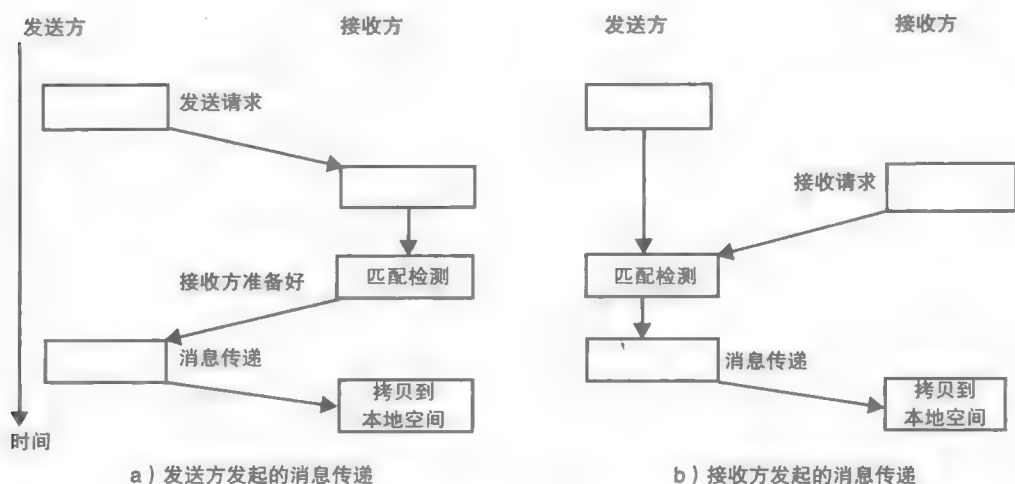 发送方
接收方
发送请求
匹配检测
接收方准备好
消息传递
拷贝到
本地空间
时间
a）发送方发起的消息传递
发送方
接收方
接收请求
匹配检测
消息传递
拷贝到
本地空间
b）接收方发起的消息传递